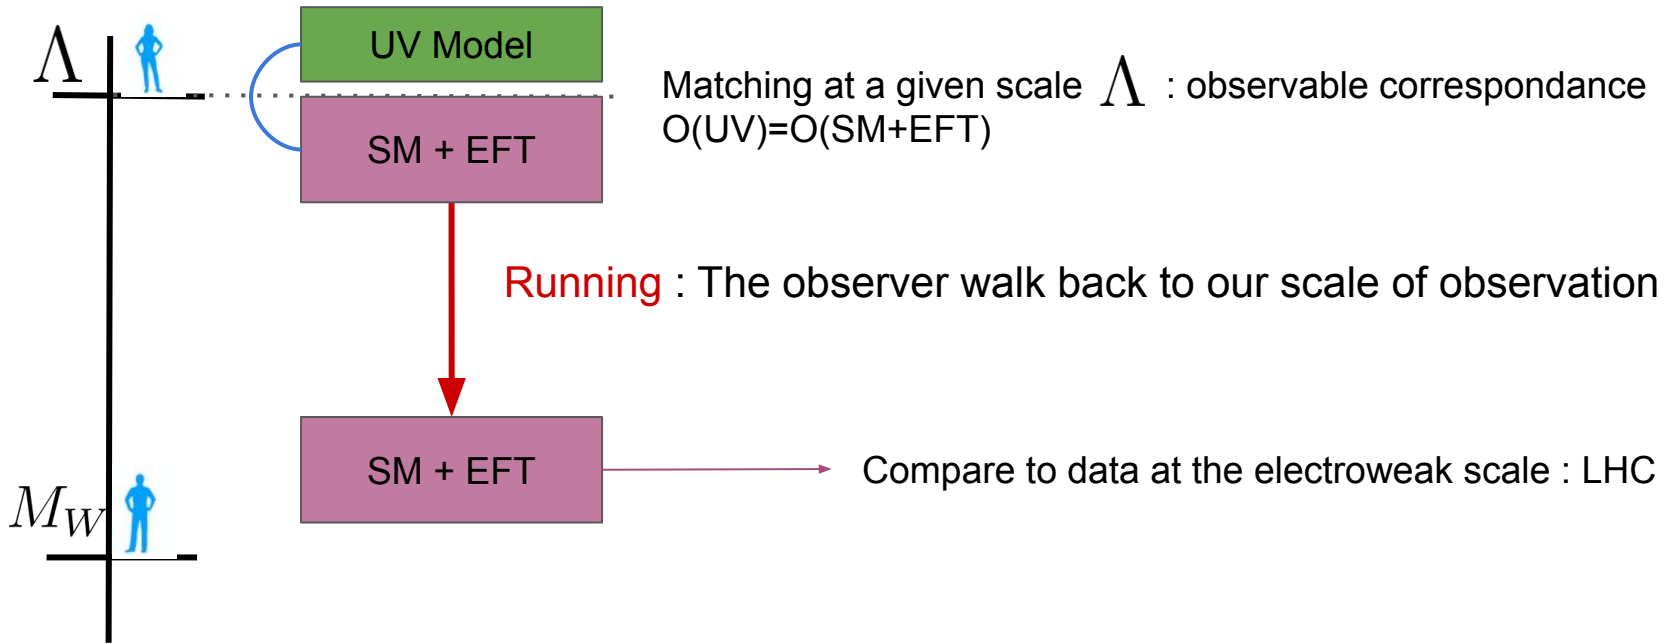 Λ
UV Model
SM + EFT
Matching at a given scale Λ : observable correspondance
O(UV)=O(SM+EFT)
Running : The observer walk back to our scale of observation
M_W
SM + EFT
Compare to data at the electroweak scale : LHC